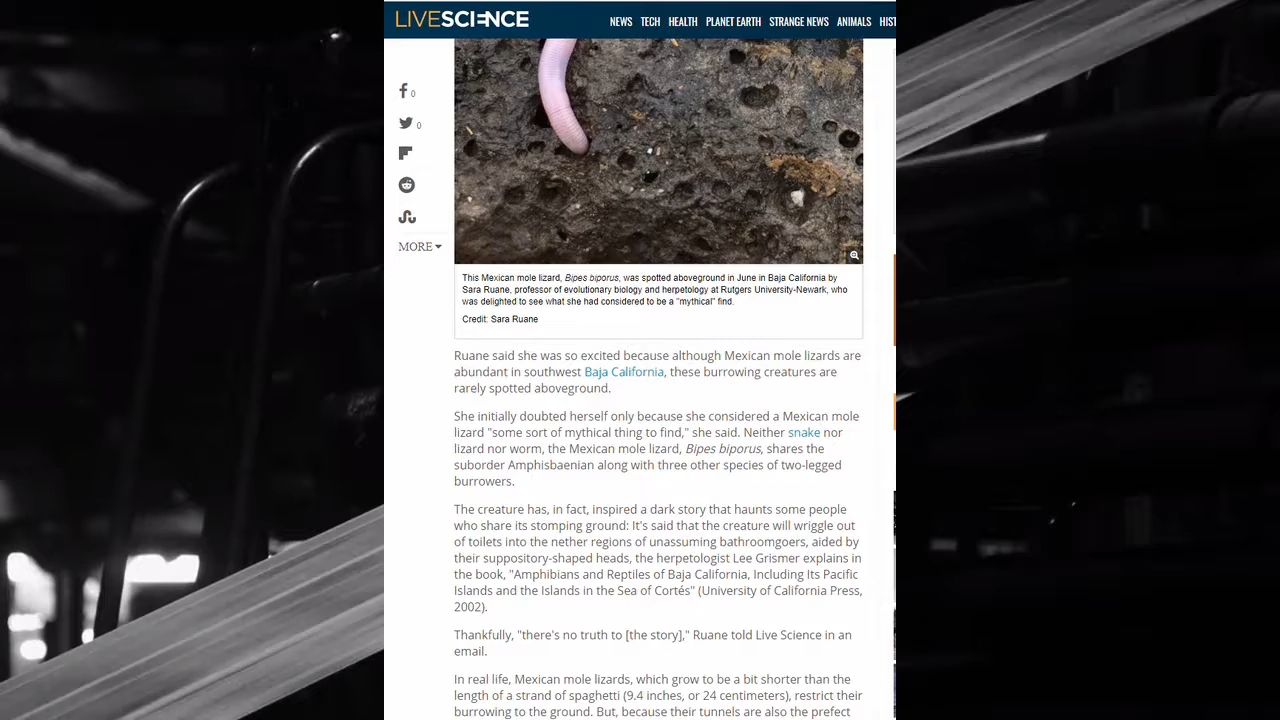 LIVESCIENCE
NEWS TECH HEALTH PLANET EARTH STRANGE NEWS ANIMALS HIST
0
0
MORE
This Mexican mole lizard, Bipes biporus, was spotted aboveground in June in Baja California by
Sara Ruane, professor of evolutionary biology and herpetology at Rutgers University-Newark, who
was delighted to see what she had considered to be a "mythical" find.
Credit: Sara Ruane
Ruane said she was so excited because although Mexican mole lizards are
abundant in southwest Baja California, these burrowing creatures are
rarely spotted aboveground.
She initially doubted herself only because she considered a Mexican mole
lizard "some sort of mythical thing to find," she said. Neither snake nor
lizard nor worm, the Mexican mole lizard, Bipes biporus, shares the
suborder Amphisbaenian along with three other species of two-legged
burrowers.
The creature has, in fact, inspired a dark story that haunts some people
who share its stomping ground: It's said that the creature will wriggle out
of toilets into the nether regions of unassuming bathroomgoers, aided by
their suppository-shaped heads, the herpetologist Lee Grismer explains in
the book, "Amphibians and Reptiles of Baja California, Including Its Pacific
Islands and the Islands in the Sea of Cortés" (University of California Press,
2002).
Thankfully, "there's no truth to [the story]," Ruane told Live Science in an
email.
In real life, Mexican mole lizards, which grow to be a bit shorter than the
length of a strand of spaghetti (9.4 inches, or 24 centimeters), restrict their
burrowing to the ground. But, because their tunnels are also the prefect